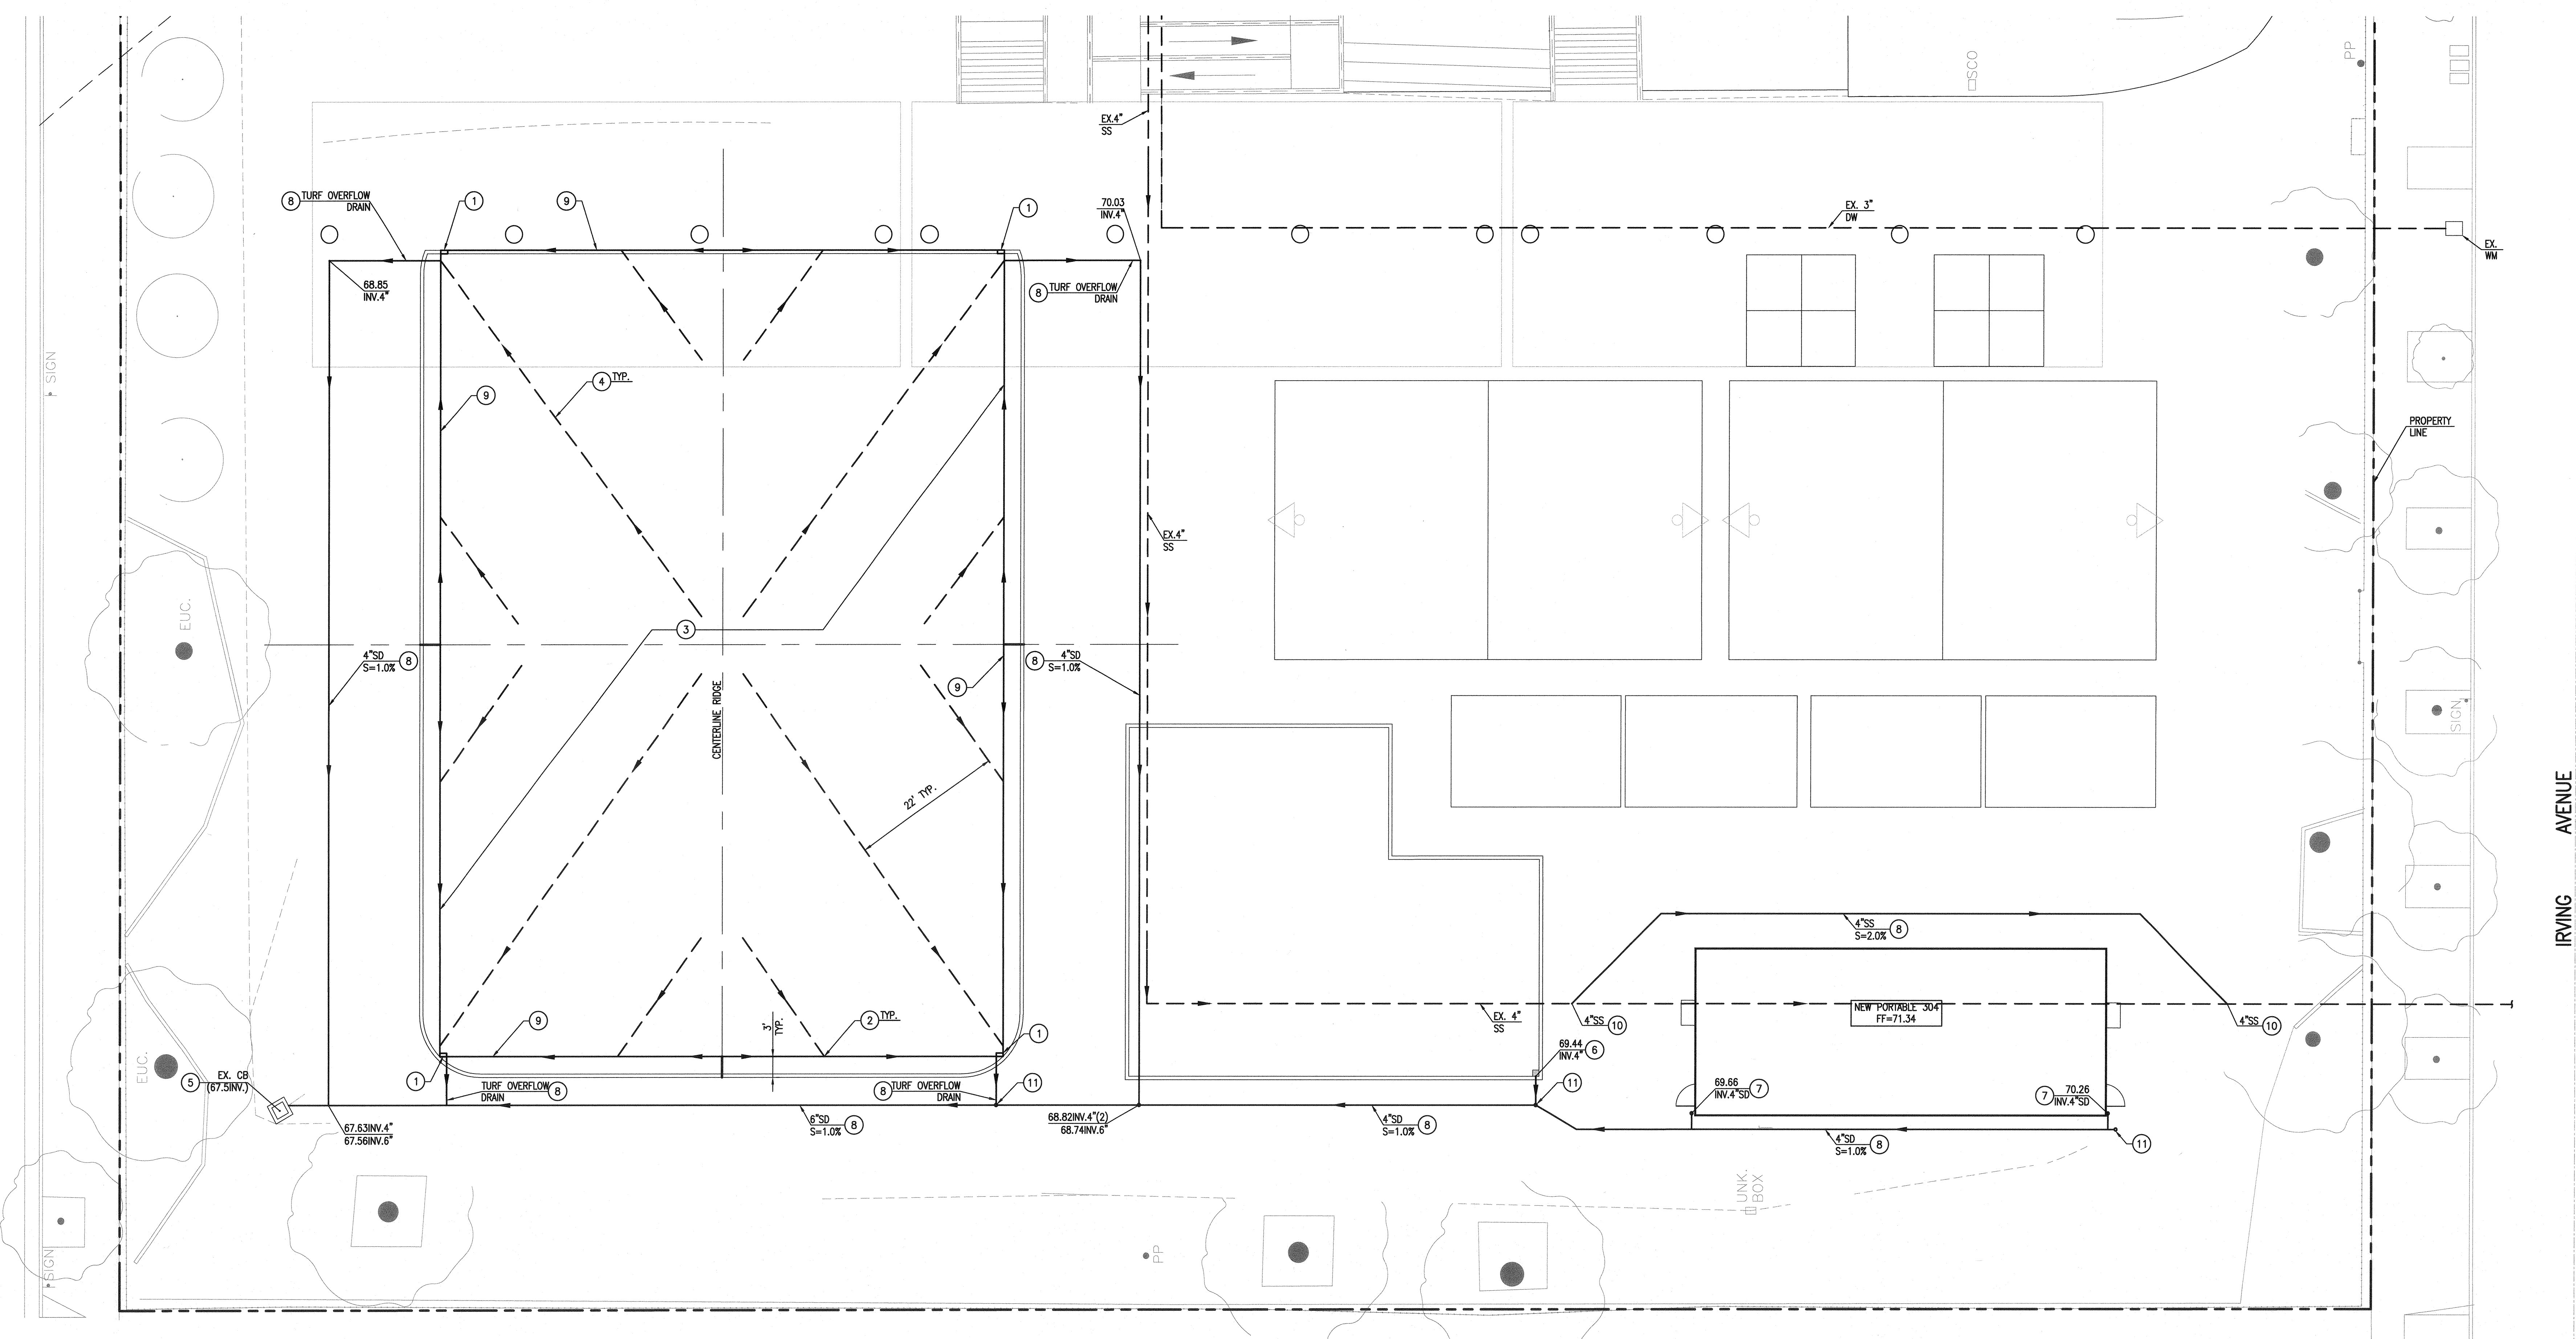 SCO
PP
EX.4"
SS
8 TURF OVERFLOW
DRAIN
1
9
1
70.03
INV.4"
EX. 3"
DW
EX.
WM
68.85
INV.4"
8 TURF OVERFLOW
DRAIN
SIGN
4 TYP.
9
PROPERTY
LINE
EX.4"
SS
EUC.
3
4"SD
S=1.0% 8
8 4"SD
S=1.0%
9
CENTERLINE RIDGE
SIGN
22' TYP.
IRVING AVENUE
4"SS
S=2.0% 8
NEW PORTABLE 304
FF=71.34
9
3'
TYP.
2 TYP.
1
EX. 4"
SS
4"SS 10
4"SS 10
69.44
INV.4" 6
EUC.
5 EX. CB
(67.5INV.)
1
TURF OVERFLOW
DRAIN 8
8 TURF OVERFLOW
DRAIN
11
11
69.66
INV.4"SD 7
7 70.26
INV.4"SD
67.63INV.4"
67.56INV.6"
6"SD
S=1.0% 8
68.82INV.4"(2)
68.74INV.6"
4"SD
S=1.0% 8
4"SD
S=1.0% 8
11
UNK.
BOX
PP
SIGN